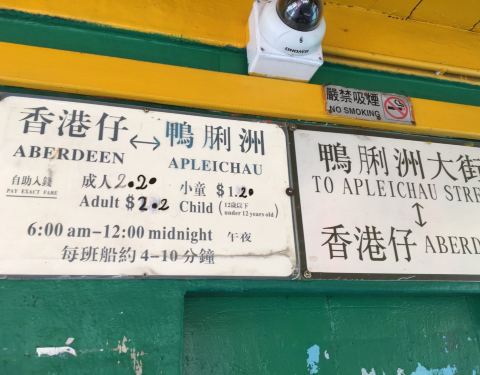 alhua
嚴禁吸煙
NO SMOKING
香港仔 ↔ 鴨脷洲
ABERDEEN APLEICHAU
自助入錢 成人2.20 小童 $1.20
PAY EXACT FARE Adult $2.2 Child (12歲以下 under 12 years old)
6:00 am-12:00 midnight 午夜
每班船約 4-10 分鐘
鴨脷洲大街
TO APLEICHAU STRE
↕
香港仔 ABERD